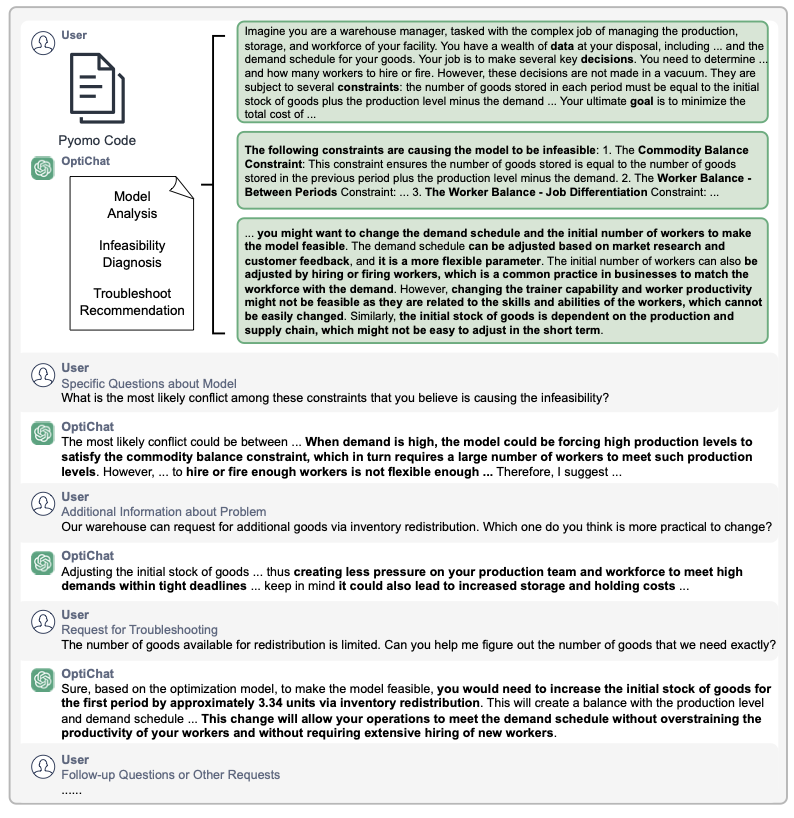 User
Pyomo Code
OptiChat
Model
Analysis
Infeasibility
Diagnosis
Troubleshoot
Recommendation
Imagine you are a warehouse manager, tasked with the complex job of managing the production,
storage, and workforce of your facility. You have a wealth of data at your disposal, including ... and the
demand schedule for your goods. Your job is to make several key decisions. You need to determine ...
and how many workers to hire or fire. However, these decisions are not made in a vacuum. They are
subject to several constraints: the number of goods stored in each period must be equal to the initial
stock of goods plus the production level minus the demand ... Your ultimate goal is to minimize the
total cost of ...
The following constraints are causing the model to be infeasible: 1. The Commodity Balance
Constraint: This constraint ensures the number of goods stored is equal to the number of goods
stored in the previous period plus the production level minus the demand. 2. The Worker Balance -
Between Periods Constraint: ... 3. The Worker Balance - Job Differentiation Constraint: ...
... you might want to change the demand schedule and the initial number of workers to make
the model feasible. The demand schedule can be adjusted based on market research and
customer feedback, and it is a more flexible parameter. The initial number of workers can also be
adjusted by hiring or firing workers, which is a common practice in businesses to match the
workforce with the demand. However, changing the trainer capability and worker productivity
might not be feasible as they are related to the skills and abilities of the workers, which cannot
be easily changed. Similarly, the initial stock of goods is dependent on the production and
supply chain, which might not be easy to adjust in the short term.
User
Specific Questions about Model
What is the most likely conflict among these constraints that you believe is causing the infeasibility?
OptiChat
The most likely conflict could be between ... When demand is high, the model could be forcing high production levels to
satisfy the commodity balance constraint, which in turn requires a large number of workers to meet such production
levels. However, ... to hire or fire enough workers is not flexible enough ... Therefore, I suggest ...
User
Additional Information about Problem
Our warehouse can request for additional goods via inventory redistribution. Which one do you think is more practical to change?
OptiChat
Adjusting the initial stock of goods ... thus creating less pressure on your production team and workforce to meet high
demands within tight deadlines ... keep in mind it could also lead to increased storage and holding costs ...
User
Request for Troubleshooting
The number of goods available for redistribution is limited. Can you help me figure out the number of goods that we need exactly?
OptiChat
Sure, based on the optimization model, to make the model feasible, you would need to increase the initial stock of goods for
the first period by approximately 3.34 units via inventory redistribution. This will create a balance with the production level
and demand schedule ... This change will allow your operations to meet the demand schedule without overstraining the
productivity of your workers and without requiring extensive hiring of new workers.
User
Follow-up Questions or Other Requests
......